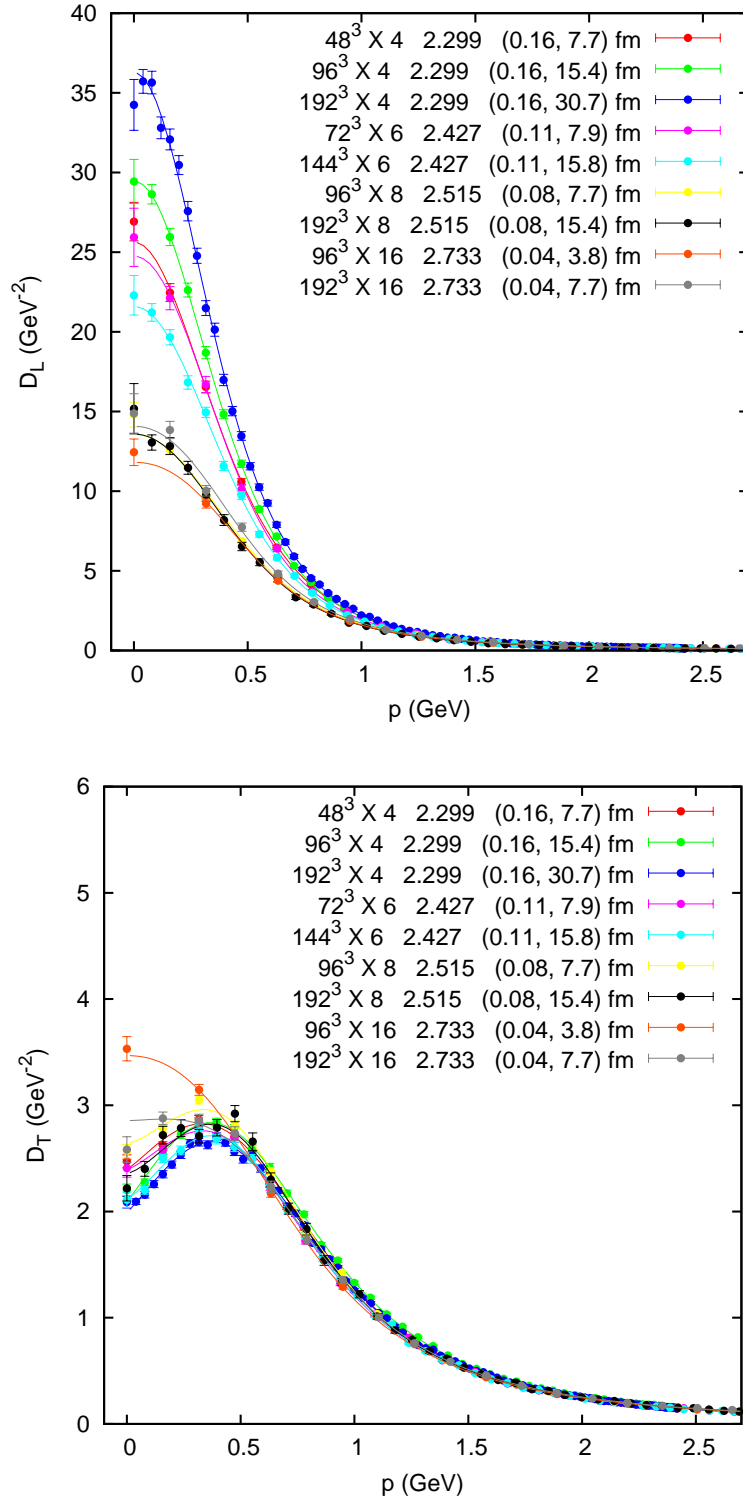 40
35
30
25
20
15
10
5
0
D_L (GeV^-2)
48^3 X 4 2.299 (0.16, 7.7) fm
96^3 X 4 2.299 (0.16, 15.4) fm
192^3 X 4 2.299 (0.16, 30.7) fm
72^3 X 6 2.427 (0.11, 7.9) fm
144^3 X 6 2.427 (0.11, 15.8) fm
96^3 X 8 2.515 (0.08, 7.7) fm
192^3 X 8 2.515 (0.08, 15.4) fm
96^3 X 16 2.733 (0.04, 3.8) fm
192^3 X 16 2.733 (0.04, 7.7) fm
0 0.5 1 1.5 2 2.5
p (GeV)
6
5
4
3
2
1
0
D_T (GeV^-2)
48^3 X 4 2.299 (0.16, 7.7) fm
96^3 X 4 2.299 (0.16, 15.4) fm
192^3 X 4 2.299 (0.16, 30.7) fm
72^3 X 6 2.427 (0.11, 7.9) fm
144^3 X 6 2.427 (0.11, 15.8) fm
96^3 X 8 2.515 (0.08, 7.7) fm
192^3 X 8 2.515 (0.08, 15.4) fm
96^3 X 16 2.733 (0.04, 3.8) fm
192^3 X 16 2.733 (0.04, 7.7) fm
0 0.5 1 1.5 2 2.5
p (GeV)